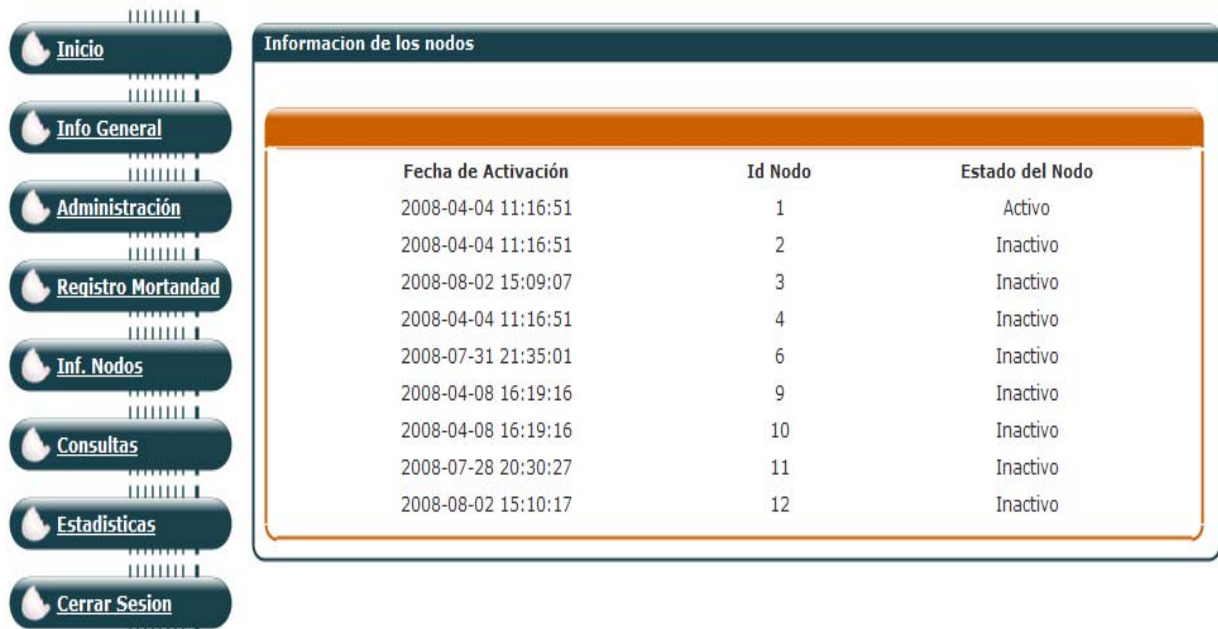 Inicio
Info General
Administración
Registro Mortandad
Inf. Nodos
Consultas
Estadisticas
Cerrar Sesion
Informacion de los nodos
Fecha de Activación Id Nodo Estado del Nodo
2008-04-04 11:16:51 1 Activo
2008-04-04 11:16:51 2 Inactivo
2008-08-02 15:09:07 3 Inactivo
2008-04-04 11:16:51 4 Inactivo
2008-07-31 21:35:01 6 Inactivo
2008-04-08 16:19:16 9 Inactivo
2008-04-08 16:19:16 10 Inactivo
2008-07-28 20:30:27 11 Inactivo
2008-08-02 15:10:17 12 Inactivo